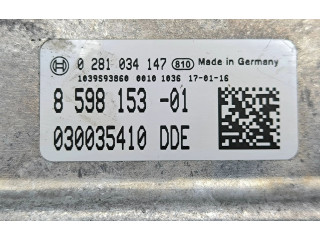 0 281 034 147 810 Made in Germany
1039S93860 0010 1036 17-01-16
8 598 153 -01
030035410 DDE